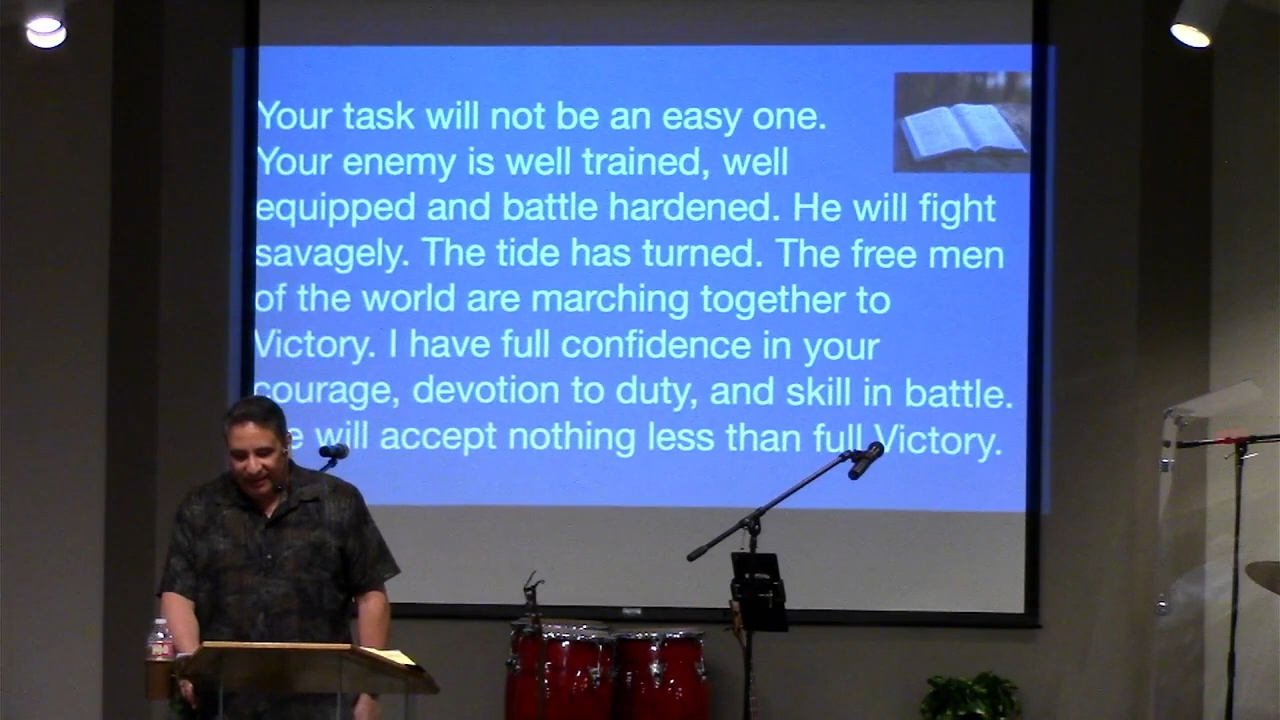 Your task will not be an easy one.
Your enemy is well trained, well
equipped and battle hardened. He will fight
savagely. The tide has turned. The free men
of the world are marching together to
Victory. I have full confidence in your
courage, devotion to duty, and skill in battle.
will accept nothing less than full Victory.